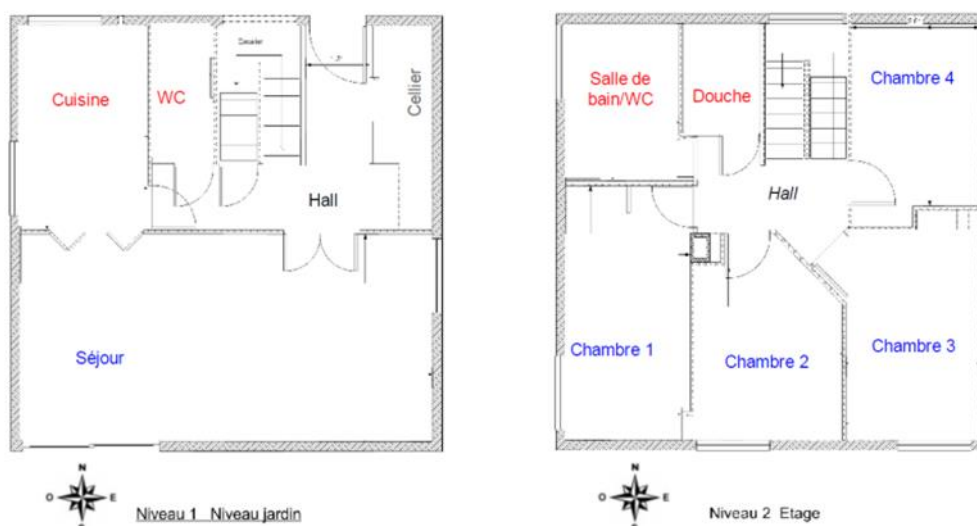 Cuisine
WC
Escalier
Cellier
Hall
Séjour
N
O
E
S
Niveau 1 Niveau jardin
Salle de
bain/WC
Douche
Chambre 4
Hall
Chambre 1
Chambre 2
Chambre 3
N
O
E
Niveau 2 Etage